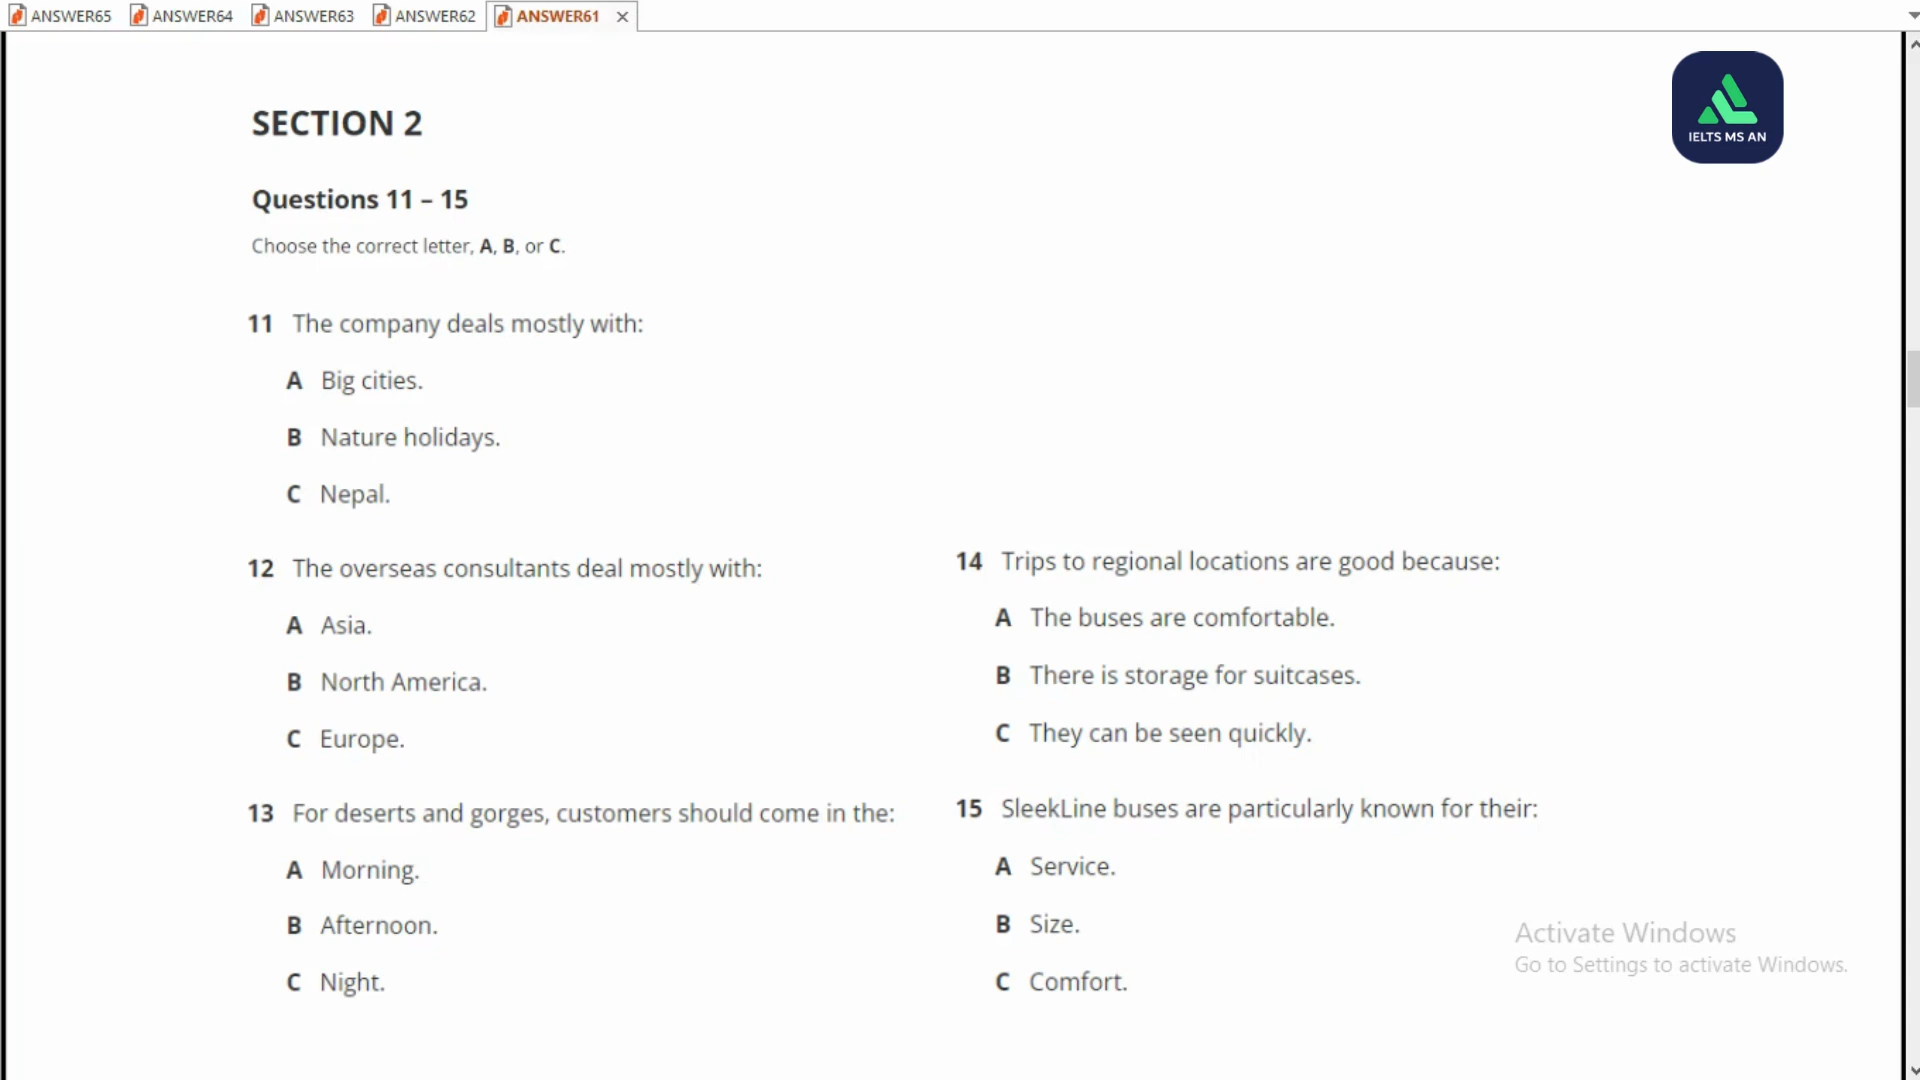 ANSWER65 ANSWER64 ANSWER63 ANSWER62 ANSWER61
IELTS MS AN
SECTION 2
Questions 11 – 15
Choose the correct letter, A, B, or C.
11 The company deals mostly with:
A Big cities.
B Nature holidays.
C Nepal.
12 The overseas consultants deal mostly with:
A Asia.
B North America.
C Europe.
13 For deserts and gorges, customers should come in the:
A Morning.
B Afternoon.
C Night.
14 Trips to regional locations are good because:
A The buses are comfortable.
B There is storage for suitcases.
C They can be seen quickly.
15 SleekLine buses are particularly known for their:
A Service.
B Size.
C Comfort.
Activate Windows
Go to Settings to activate Windows.